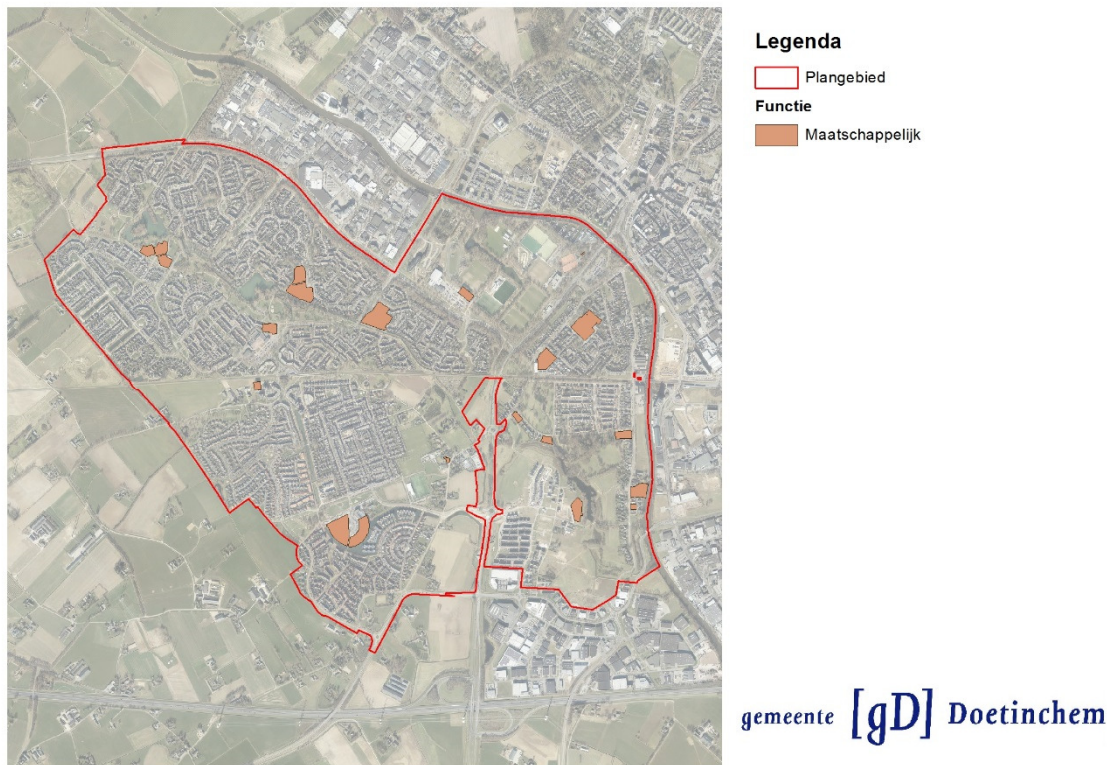 Legenda
Plangebied
Functie
Maatschappelijk
gemeente [gD] Doetinchem